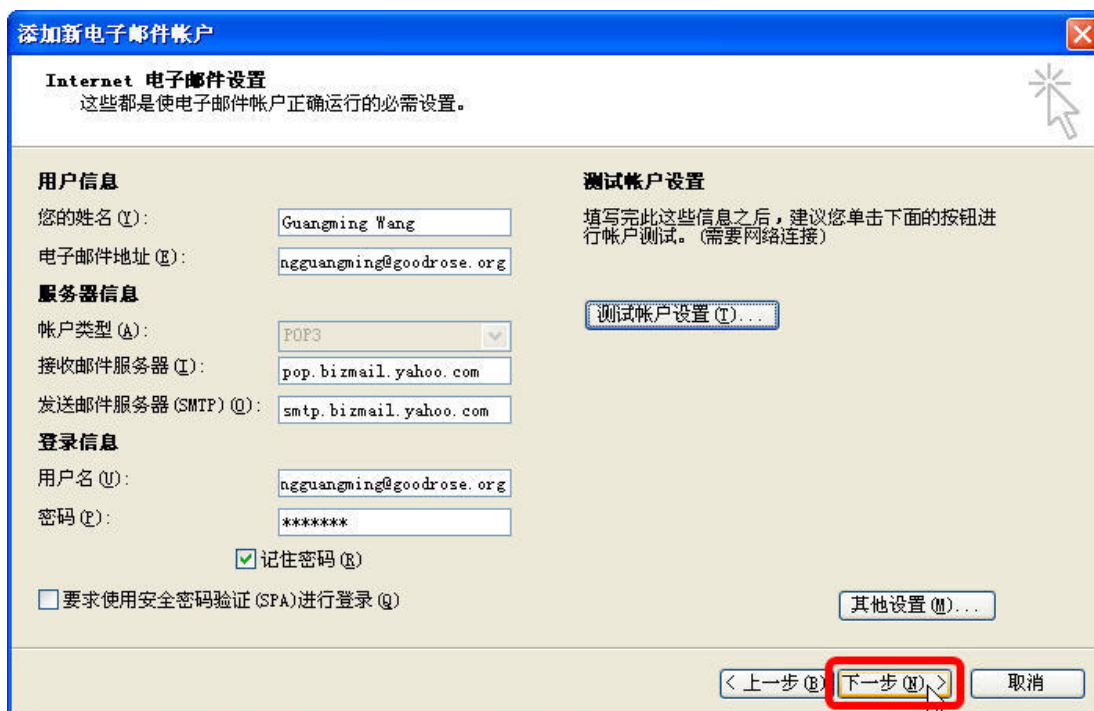 添加新电子邮件帐户
Internet 电子邮件设置
这些都是使电子邮件帐户正确运行的必需设置。
用户信息
您的姓名(Y):
Guangming Wang
电子邮件地址(E):
ngguangming@goodrose.org
服务器信息
帐户类型(A):
POP3
接收邮件服务器(I):
pop.bizmail.yahoo.com
发送邮件服务器(SMTP)(O):
smtp.bizmail.yahoo.com
登录信息
用户名(U):
ngguangming@goodrose.org
密码(P):
*******
记住密码(R)
要求使用安全密码验证(SPA)进行登录(Q)
测试帐户设置
填写完此这些信息之后，建议您单击下面的按钮进
行帐户测试。(需要网络连接)
测试帐户设置(T)...
其他设置(M)...
< 上一步(B)
下一步(N) >
取消